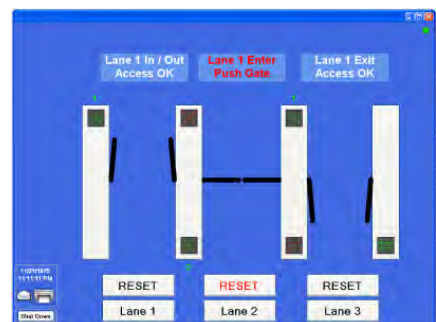 Lane 1 In / Out
Access OK
Lane 1 Enter
Push Gate
Lane 1 Exit
Access OK
RESET
RESET
RESET
Lane 1
Lane 2
Lane 3
Shut Down